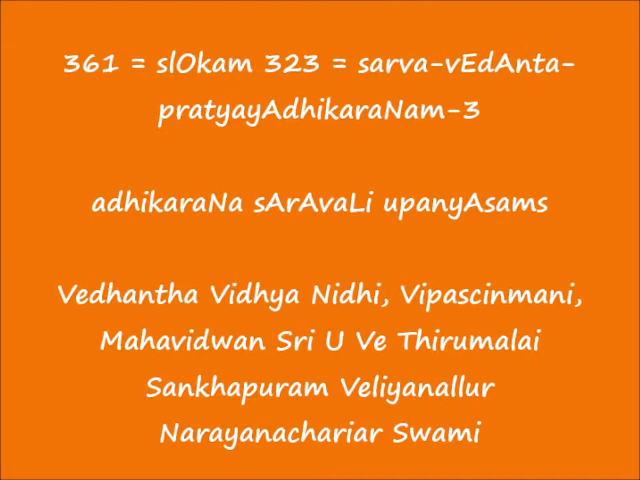 361 = slOkam 323 = sarva-vEdAnta-
pratyayAdhikaraNam-3
adhikaraNa sArAvaLi upanyAsams
Vedhantha Vidhya Nidhi, Vipascinmani,
Mahavidwan Sri U Ve Thirumalai
Sankhapuram Veliyanallur
Narayanachariar Swami